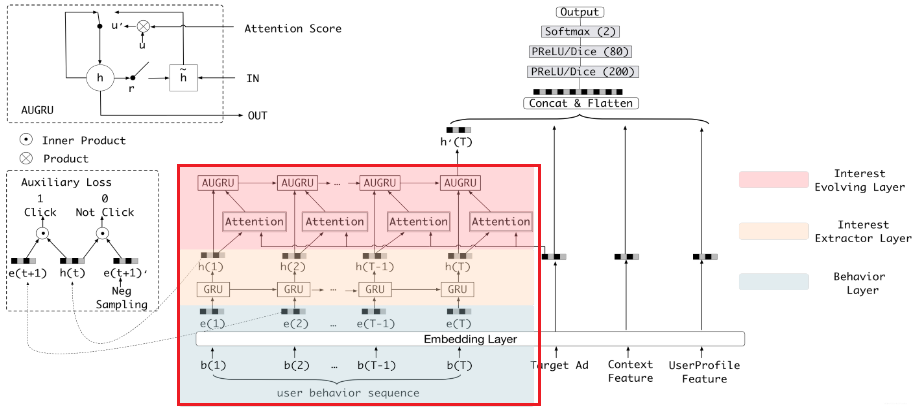 Output
Softmax (2)
PReLU/Dice (80)
PReLU/Dice (200)
Concat & Flatten
u'
u
Attention Score
h
r
h̃
IN
AUGRU
OUT
Inner Product
Product
h'(T)
Auxiliary Loss
1
0
Click
Not Click
e(t+1)
h(t)
e(t+1)'
Neg
Sampling
AUGRU
AUGRU
...
AUGRU
AUGRU
Attention
Attention
Attention
Attention
h(1)
h(2)
h(T-1)
h(T)
GRU
GRU
...
GRU
GRU
e(1)
e(2)
...
e(T-1)
e(T)
Embedding Layer
b(1)
b(2)
...
b(T-1)
b(T)
user behavior sequence
Target Ad
Context
Feature
UserProfile
Feature
Interest
Evolving Layer
Interest
Extractor Layer
Behavior
Layer